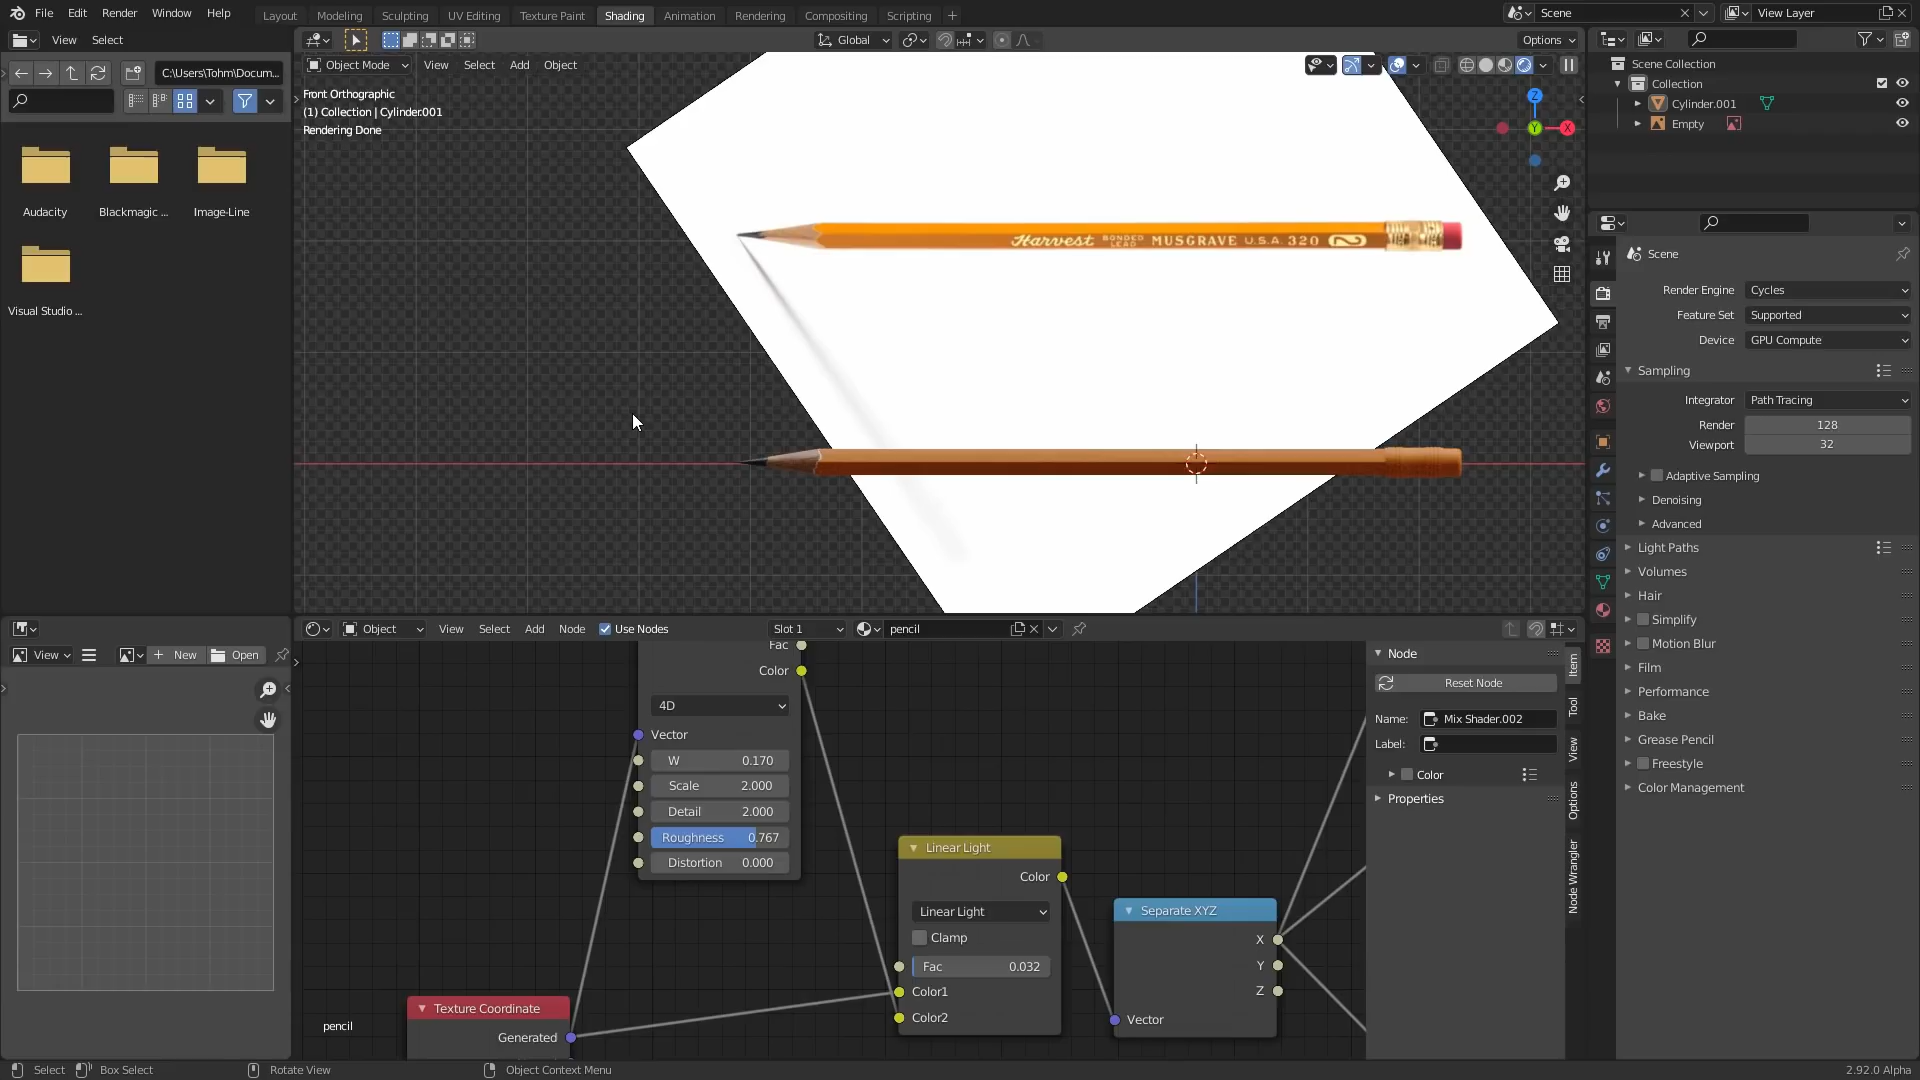 File Edit Render Window Help
Layout Modeling Sculpting UV Editing Texture Paint Shading Animation Rendering Compositing Scripting +
Scene
View Layer
View Select
Global
Options
C:\Users\Tohm\Docum...
Object Mode View Select Add Object
Front Orthographic
(1) Collection | Cylinder.001
Rendering Done
Audacity
Blackmagic ...
Image-Line
Visual Studio ...
Harvest BONDED LEAD MUSGRAVE U.S.A. 320 2
Z
Y
X
Scene Collection
Collection
Cylinder.001
Empty
Scene
Render Engine Cycles
Feature Set Supported
Device GPU Compute
Sampling
Integrator Path Tracing
Render 128
Viewport 32
Adaptive Sampling
Denoising
Advanced
Light Paths
Volumes
Hair
Simplify
Motion Blur
Film
Performance
Bake
Grease Pencil
Freestyle
Color Management
View
New
Open
Object View Select Add Node Use Nodes
Slot 1
pencil
Fac
Color
4D
Vector
W 0.170
Scale 2.000
Detail 2.000
Roughness 0.767
Distortion 0.000
Linear Light
Color
Linear Light
Clamp
Fac 0.032
Color1
Color2
Separate XYZ
X
Y
Z
Vector
Texture Coordinate
Generated
pencil
Node
Reset Node
Name: Mix Shader.002
Label:
Color
Properties
Item
Tool
View
Options
Node Wrangler
Select
Box Select
Rotate View
Object Context Menu
2.92.0 Alpha